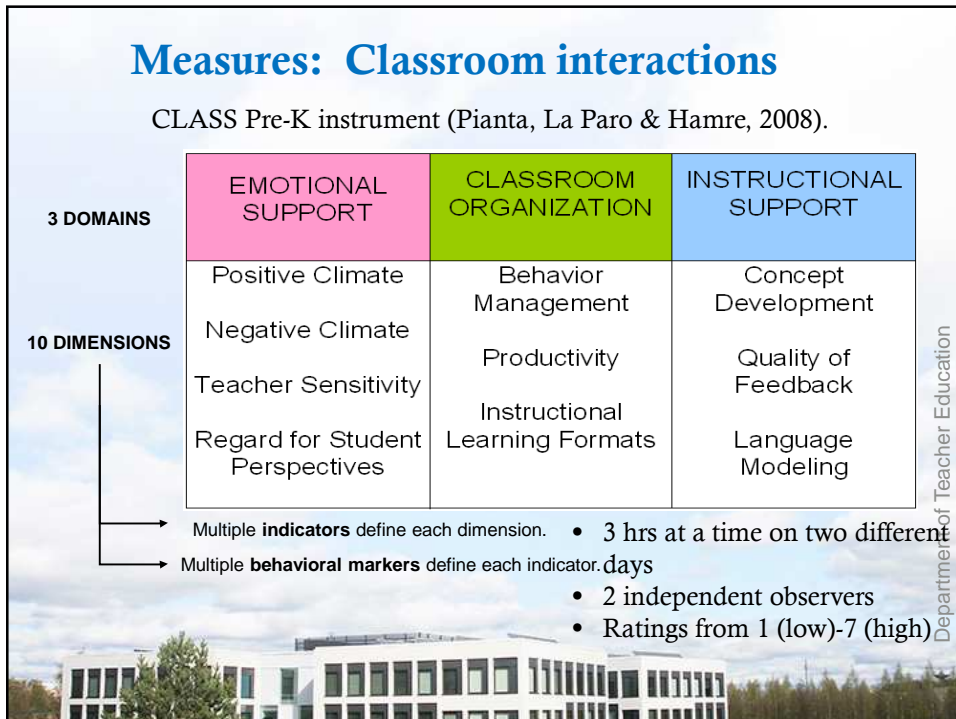 Measures: Classroom interactions
CLASS Pre-K instrument (Pianta, La Paro & Hamre, 2008).
3 DOMAINS
EMOTIONAL
SUPPORT
CLASSROOM
ORGANIZATION
INSTRUCTIONAL
SUPPORT
10 DIMENSIONS
Positive Climate
Negative Climate
Teacher Sensitivity
Regard for Student
Perspectives
Behavior
Management
Productivity
Instructional
Learning Formats
Concept
Development
Quality of
Feedback
Language
Modeling
Multiple indicators define each dimension.
Multiple behavioral markers define each indicator.
• 3 hrs at a time on two different
days
• 2 independent observers
• Ratings from 1 (low)-7 (high)
Department of Teacher Education